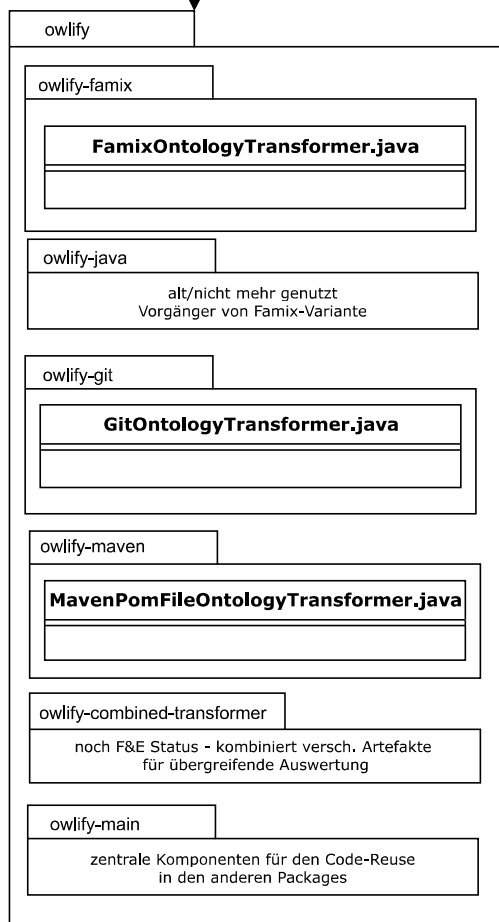 owlify
owlify-famix
FamixOntologyTransformer.java
owlify-java
alt/nicht mehr genutzt
Vorgänger von Famix-Variante
owlify-git
GitOntologyTransformer.java
owlify-maven
MavenPomFileOntologyTransformer.java
owlify-combined-transformer
noch F&E Status - kombiniert versch. Artefakte
für übergreifende Auswertung
owlify-main
zentrale Komponenten für den Code-Reuse
in den anderen Packages